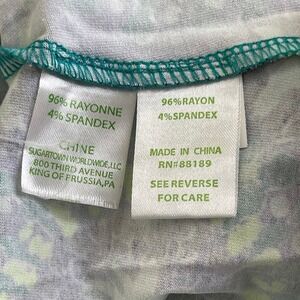 96% RAYONNE
4% SPANDEX
CHINE
SUGARTOWN WORLDWIDE, LLC
800 THIRD AVENUE
KING OF PRUSSIA, PA
96% RAYON
4% SPANDEX
MADE IN CHINA
RN# 88189
SEE REVERSE
FOR CARE